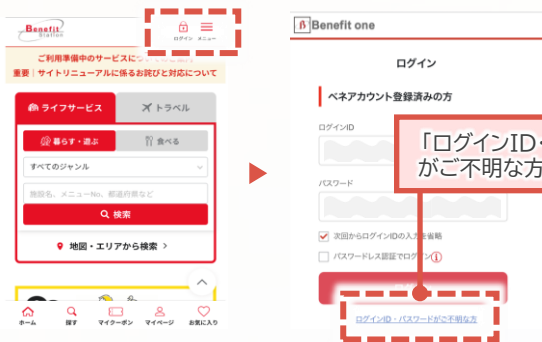 Benefit
Station
ログイン メニュー
ご利用準備中のサービスに
重要｜サイトリニューアルに係るお詫びと対応について
ライフサービス
トラベル
暮らす・遊ぶ
食べる
すべてのジャンル
施設名、メニューNo、都道府県など
検索
地図・エリアから検索 >
ホーム
探す
マイクーポン
マイページ
お気に入り
Benefit one
ログイン
ベネアカウント登録済みの方
ログインID
「ログインID・
がご不明な方
パスワード
次回からログインIDの入力を省略
パスワードレス認証でログイン
ログインID・パスワードがご不明な方